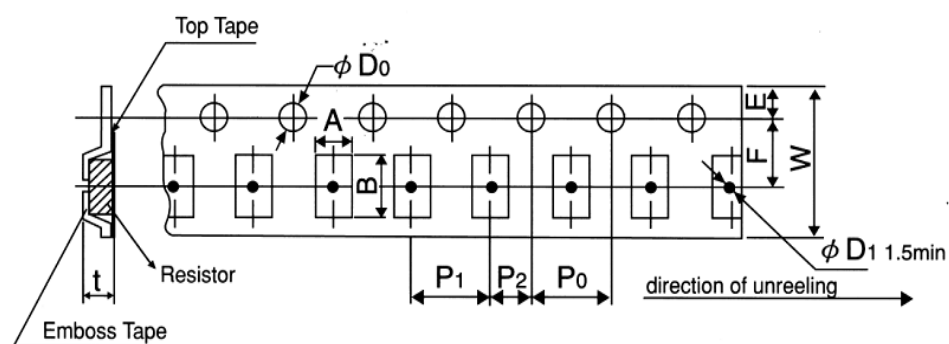 Top Tape
φ D0
A
B
E
F
W
P1
P2
P0
φ D1 1.5min
t
Resistor
direction of unreeling
Emboss Tape